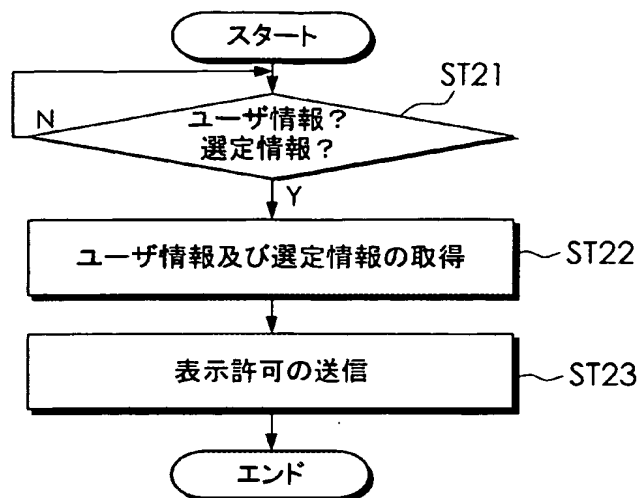 スタート
ST21
N
ユーザ情報?
選定情報?
Y
ユーザ情報及び選定情報の取得
ST22
表示許可の送信
ST23
エンド